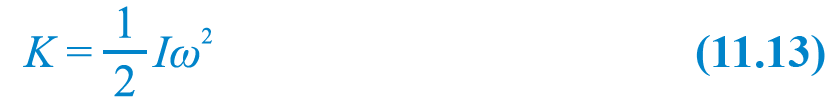 K = 1/2 Iω² (11.13)